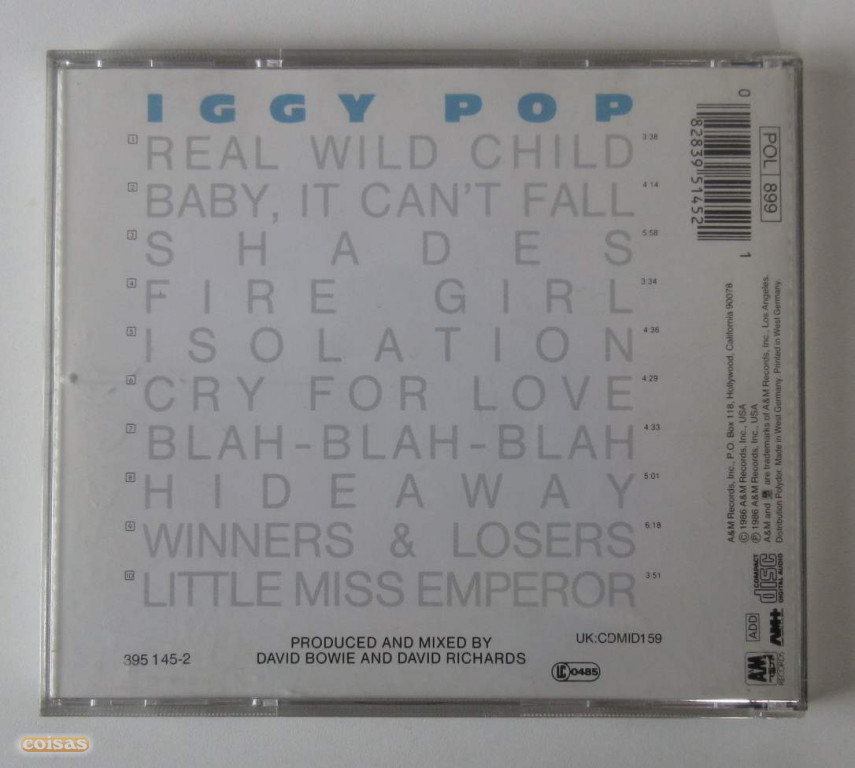 IGGY POP
1 REAL WILD CHILD 3:38
2 BABY, IT CAN'T FALL 4:14
3 SHADES 5:58
4 FIRE GIRL 3:34
5 ISOLATION 4:36
6 CRY FOR LOVE 4:29
7 BLAH-BLAH-BLAH 4:33
8 HIDEAWAY 5:01
9 WINNERS & LOSERS 6:18
10 LITTLE MISS EMPEROR 3:51
395 145-2
PRODUCED AND MIXED BY
DAVID BOWIE AND DAVID RICHARDS
UK:CDMID159
LC 0485
0 82839 51452 1
POL 899
A&M Records, Inc., P.O. Box 118, Hollywood, California 90078.
© 1986 A&M Records, Inc., USA
℗ 1986 A&M Records, Inc., USA
A&M and are trademarks of A&M Records, Inc., Los Angeles.
Distribution Polydor. Made in West Germany. Printed in West Germany.
COMPACT
disc
DIGITAL AUDIO
ADD
A&M
RECORDS
coisas